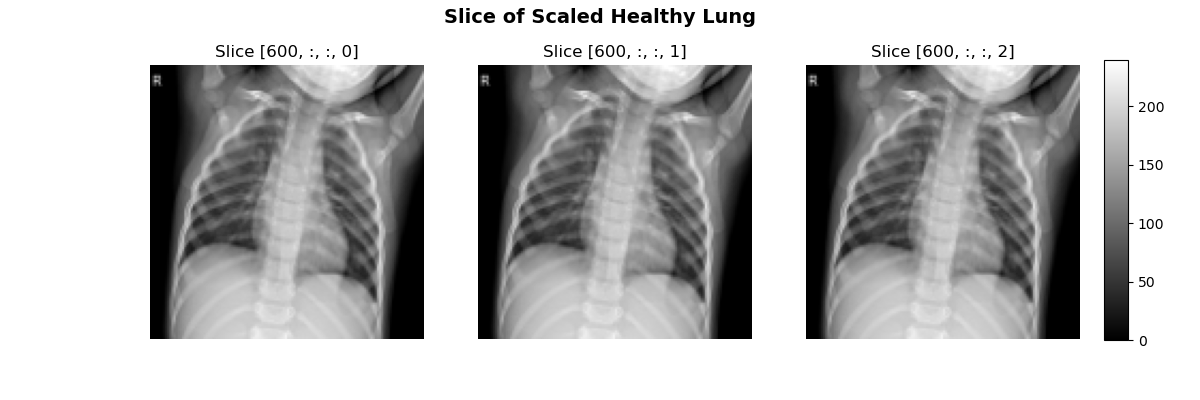 Slice of Scaled Healthy Lung
Slice [600, :, :, 0]
Slice [600, :, :, 1]
Slice [600, :, :, 2]
R
R
R
200
150
100
50
0